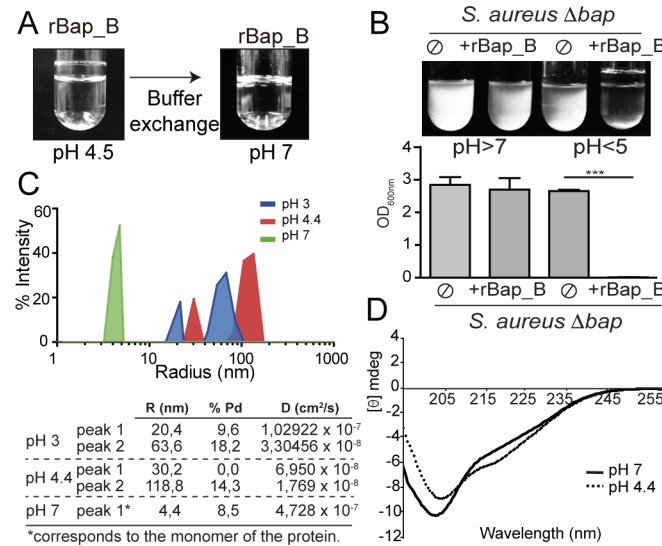 A
rBap_B
rBap_B
Buffer
exchange
pH 4.5
pH 7
B
S. aureus Δbap
∅ +rBap_B ∅ +rBap_B
pH>7 pH<5
***
OD600nm
3
2
1
0
∅ +rBap_B ∅ +rBap_B
S. aureus Δbap
C
pH 3
pH 4.4
pH 7
% Intensity
60
40
20
0
1 10 100 1000
Radius (nm)
R (nm) % Pd D (cm²/s)
pH 3 peak 1 20,4 9,6 1,02922 x 10⁻⁷
peak 2 63,6 18,2 3,30456 x 10⁻⁸
pH 4.4 peak 1 30,2 0,0 6,950 x 10⁻⁸
peak 2 118,8 14,3 1,769 x 10⁻⁸
pH 7 peak 1* 4,4 8,5 4,728 x 10⁻⁷
*corresponds to the monomer of the protein.
D
[θ] mdeg
0
-2
-4
-6
-8
-10
-12
205 215 225 235 245 255
pH 7
pH 4.4
Wavelength (nm)